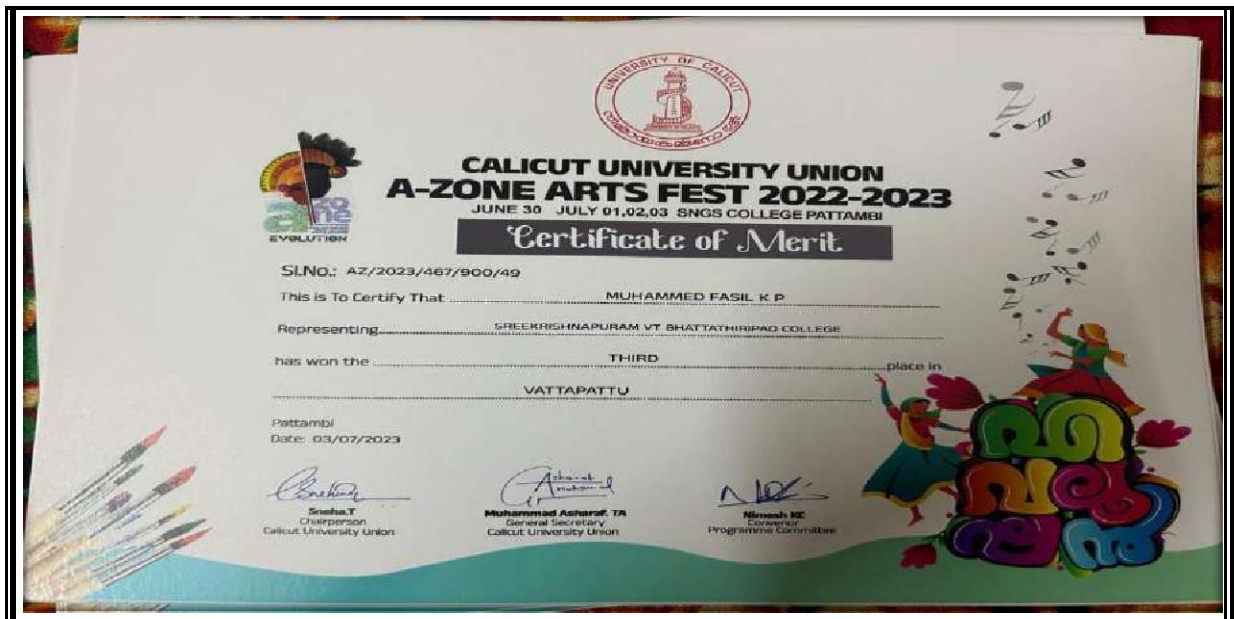 UNIVERSITY OF CALICUT
CALICUT UNIVERSITY UNION
A-ZONE ARTS FEST 2022-2023
JUNE 30 JULY 01,02,03 SNGS COLLEGE PATTAMBI
a zone
EVOLUTION
Certificate of Merit
Sl.No.: AZ/2023/467/900/49
This is To Certify That MUHAMMED FASIL K P
Representing SREEKRISHNAPURAM VT BHATTATHIRIPAD COLLEGE
has won the THIRD place in
VATTAPATTU
Pattambi
Date: 03/07/2023
Sneha.T
Chairperson
Calicut University Union
Muhammad Asharaf. TA
General Secretary
Calicut University Union
Nimesh KC
Convenor
Programme Committee